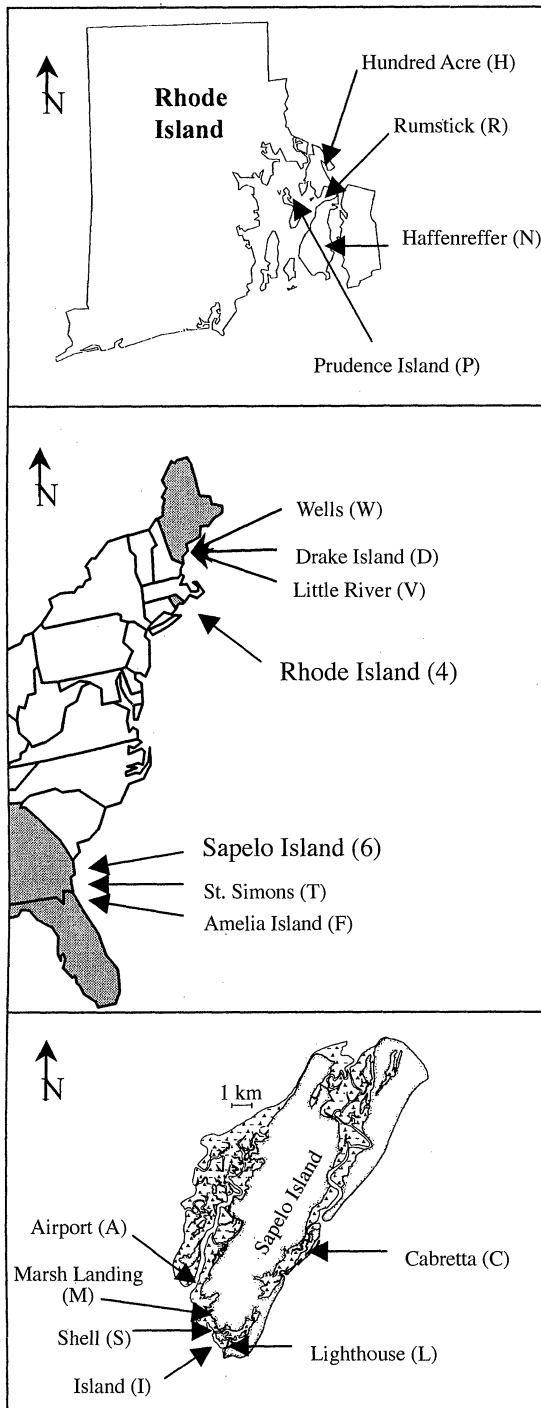 N
Rhode
Island
Hundred Acre (H)
Rumstick (R)
Haffenreffer (N)
Prudence Island (P)
N
Wells (W)
Drake Island (D)
Little River (V)
Rhode Island (4)
Sapelo Island (6)
St. Simons (T)
Amelia Island (F)
N
1 km
Sapelo Island
Airport (A)
Marsh Landing
(M)
Shell (S)
Island (I)
Cabretta (C)
Lighthouse (L)